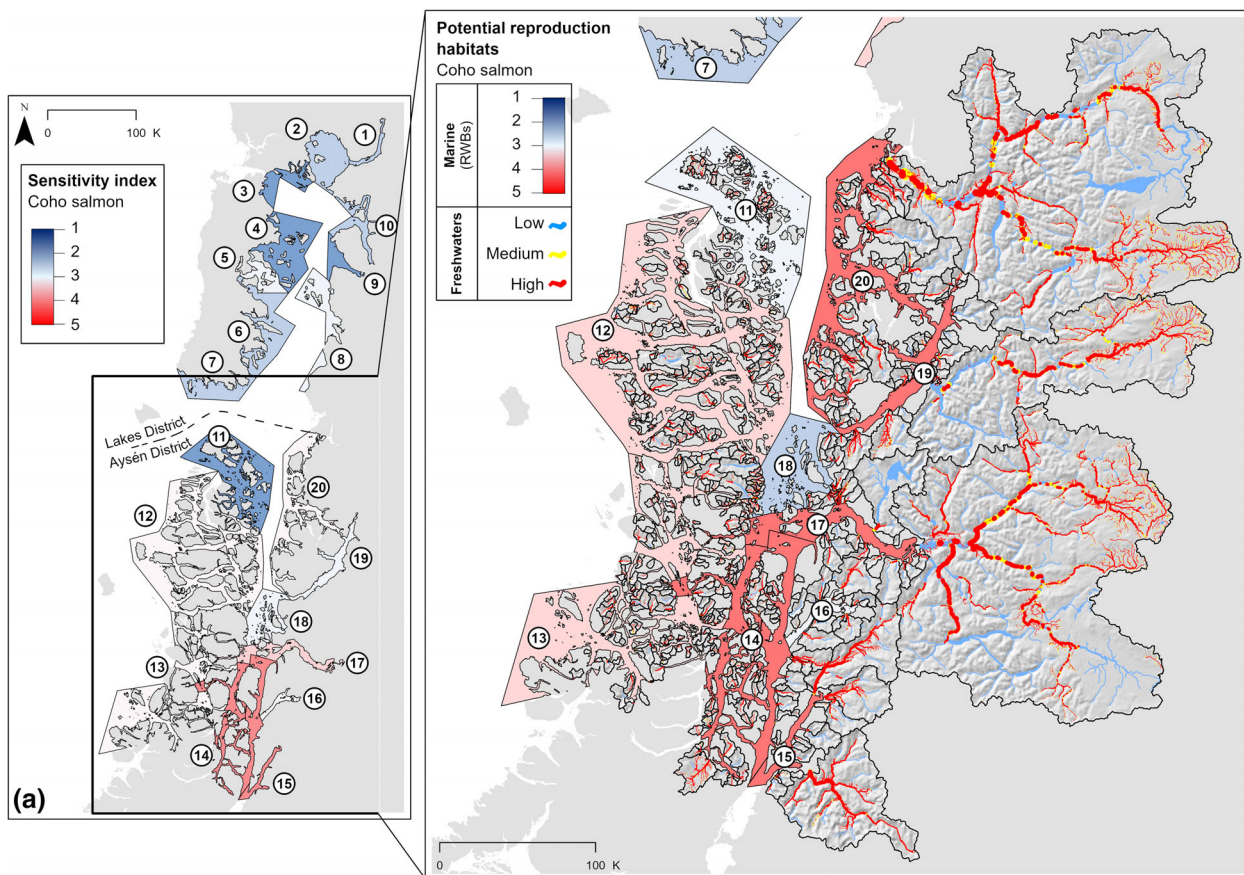 N
0 100 K
Sensitivity index
Coho salmon
1
2
3
4
5
1
2
3
4
5
6
7
8
9
10
Lakes District
Aysén District
11
12
13
14
15
16
17
18
19
20
(a)
Potential reproduction
habitats
Coho salmon
Marine
(RWBs)
1
2
3
4
5
Freshwaters
Low
Medium
High
7
11
12
13
14
15
16
17
18
19
20
0 100 K